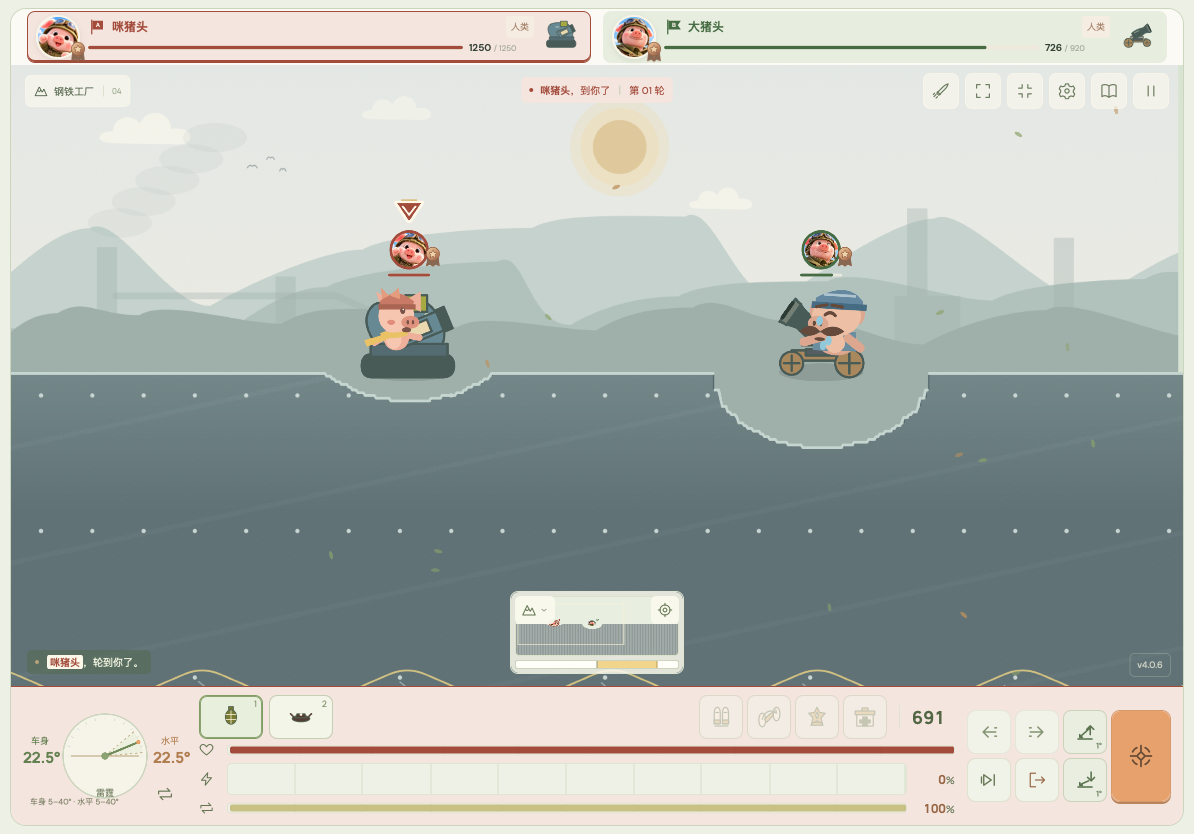 咪猪头
人类
1250 / 1250
大猪头
人类
726 / 920
钢铁工厂 04
咪猪头，到你了 第 01 轮
咪猪头，轮到你了。
v4.0.6
1
2
691
车身
22.5°
水平
22.5°
雷霆
车身 5–40° · 水平 5–40°
0%
100%
1°
1°